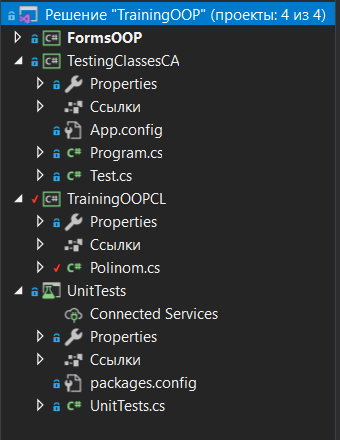 Решение "TrainingOOP" (проекты: 4 из 4)
C# FormsOOP
C# TestingClassesCA
Properties
Ссылки
App.config
C# Program.cs
C# Test.cs
C# TrainingOOPCL
Properties
Ссылки
C# Polinom.cs
UnitTests
Connected Services
Properties
Ссылки
packages.config
C# UnitTests.cs